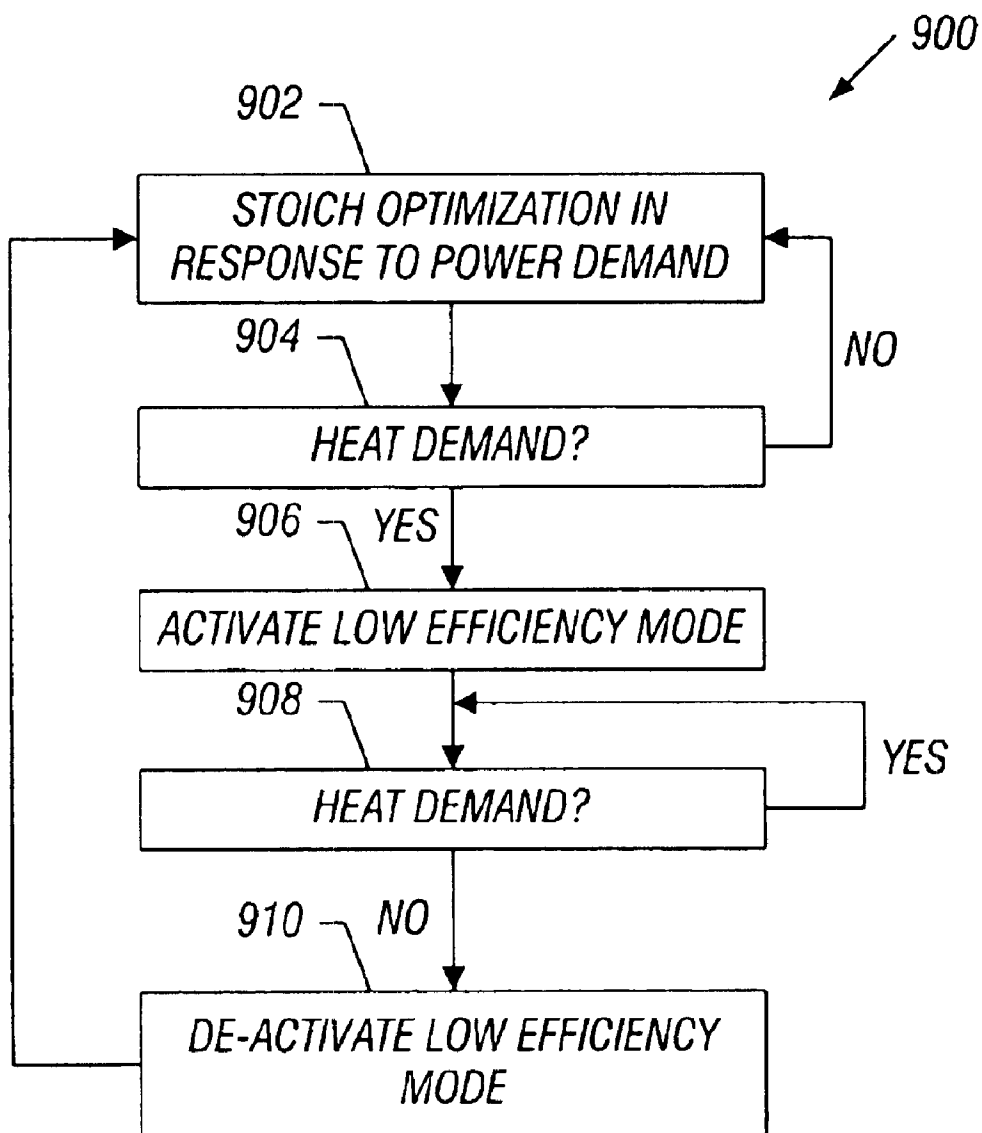 900
902
STOICH OPTIMIZATION IN
RESPONSE TO POWER DEMAND
904
NO
HEAT DEMAND?
906
YES
ACTIVATE LOW EFFICIENCY MODE
908
YES
HEAT DEMAND?
910
NO
DE-ACTIVATE LOW EFFICIENCY
MODE